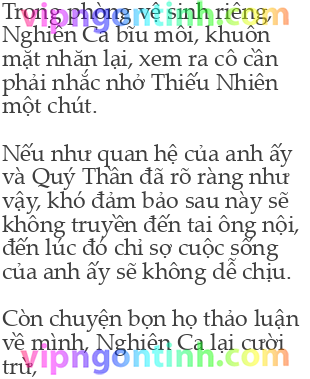 Trong phòng vệ sinh riêng,
Nghiên Ca bĩu môi, khuôn
mặt nhăn lại, xem ra cô cần
phải nhắc nhở Thiếu Nhiên
một chút.
Nếu như quan hệ của anh ấy
và Quý Thần đã rõ ràng như
vậy, khó đảm bảo sau này sẽ
không truyền đến tai ông nội,
đến lúc đó chỉ sợ cuộc sống
của anh ấy sẽ không dễ chịu.
Còn chuyện bọn họ thảo luận
về mình, Nghiên Ca lại cười
trừ,
vipngontinh.com
vipngontinh.com